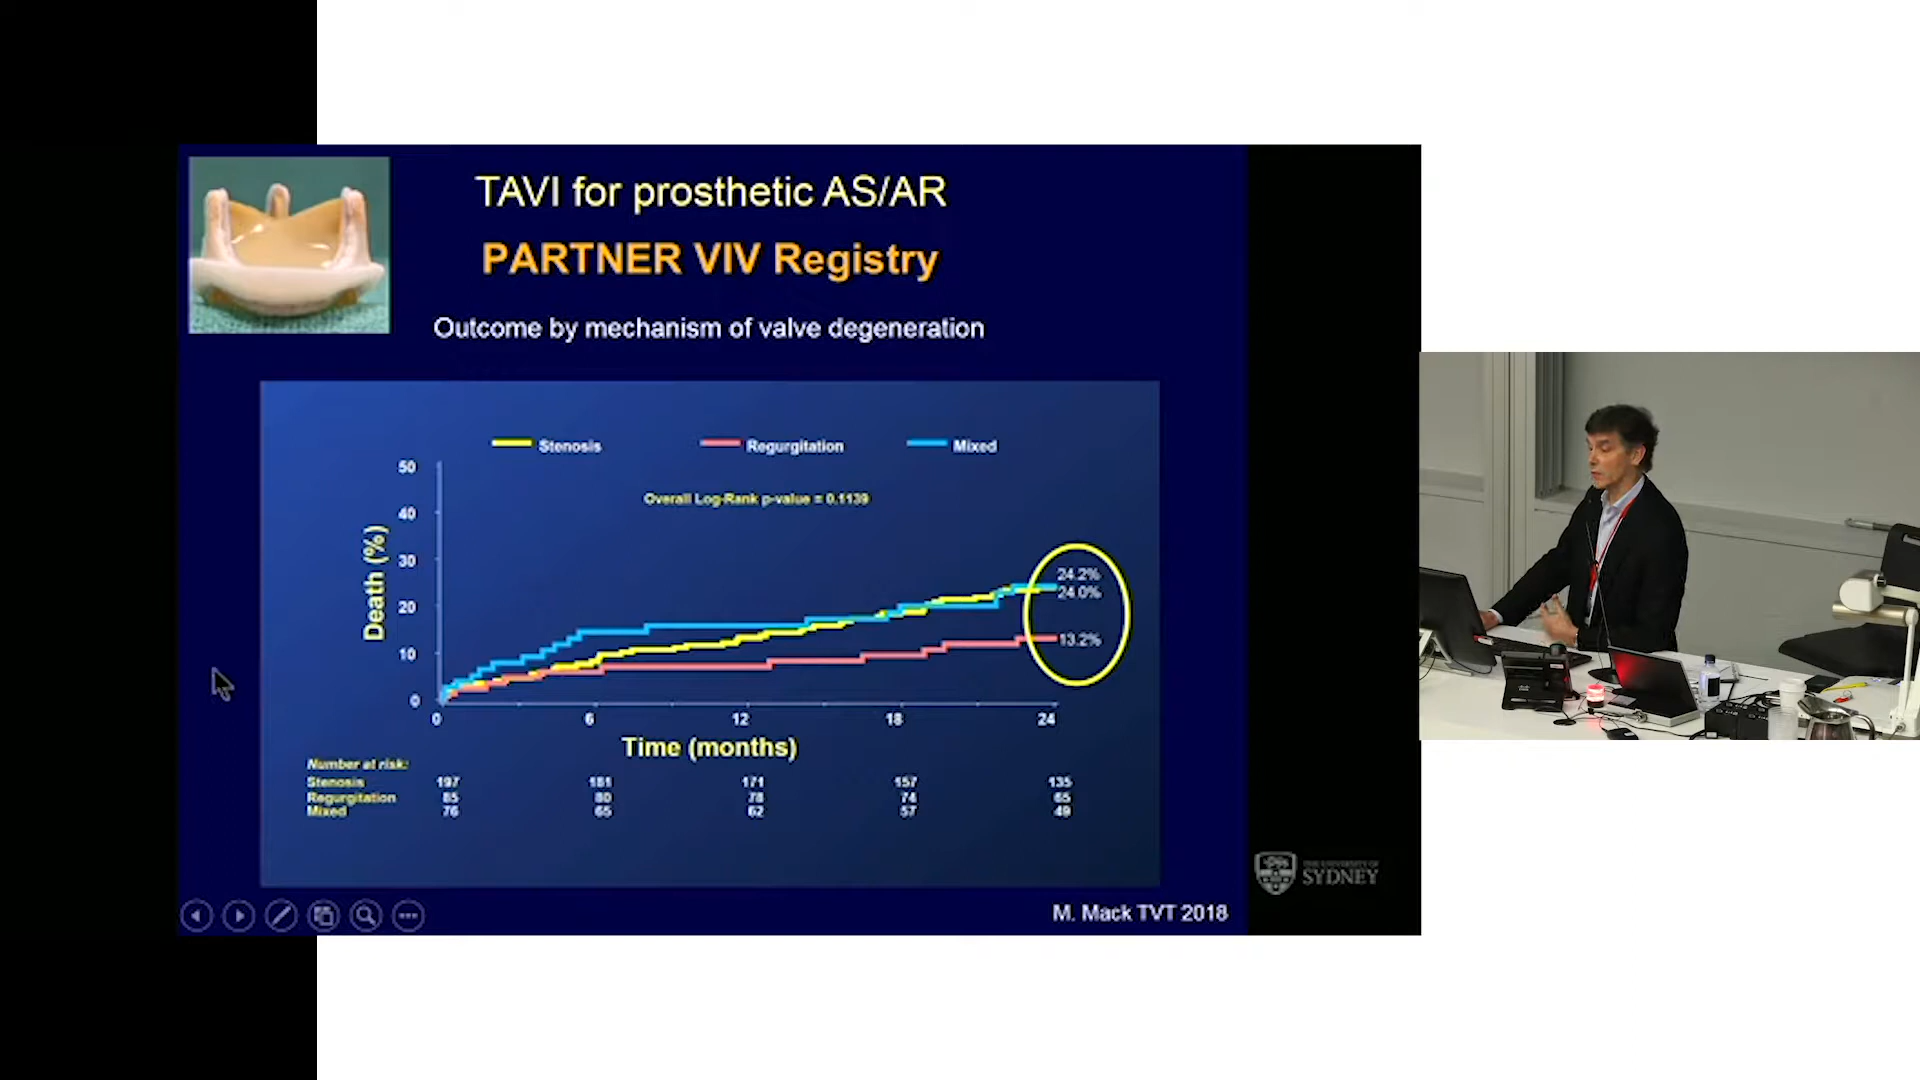 TAVI for prosthetic AS/AR
PARTNER VIV Registry
Outcome by mechanism of valve degeneration
Stenosis Regurgitation Mixed
Overall Log-Rank p-value = 0.1139
50
40
30
20
10
0
Death (%)
24.2%
24.0%
13.2%
0 6 12 18 24
Time (months)
Number at risk:
Stenosis 197 181 171 157 135
Regurgitation 85 80 78 74 65
Mixed 76 65 62 57 49
THE UNIVERSITY OF
SYDNEY
M. Mack TVT 2018